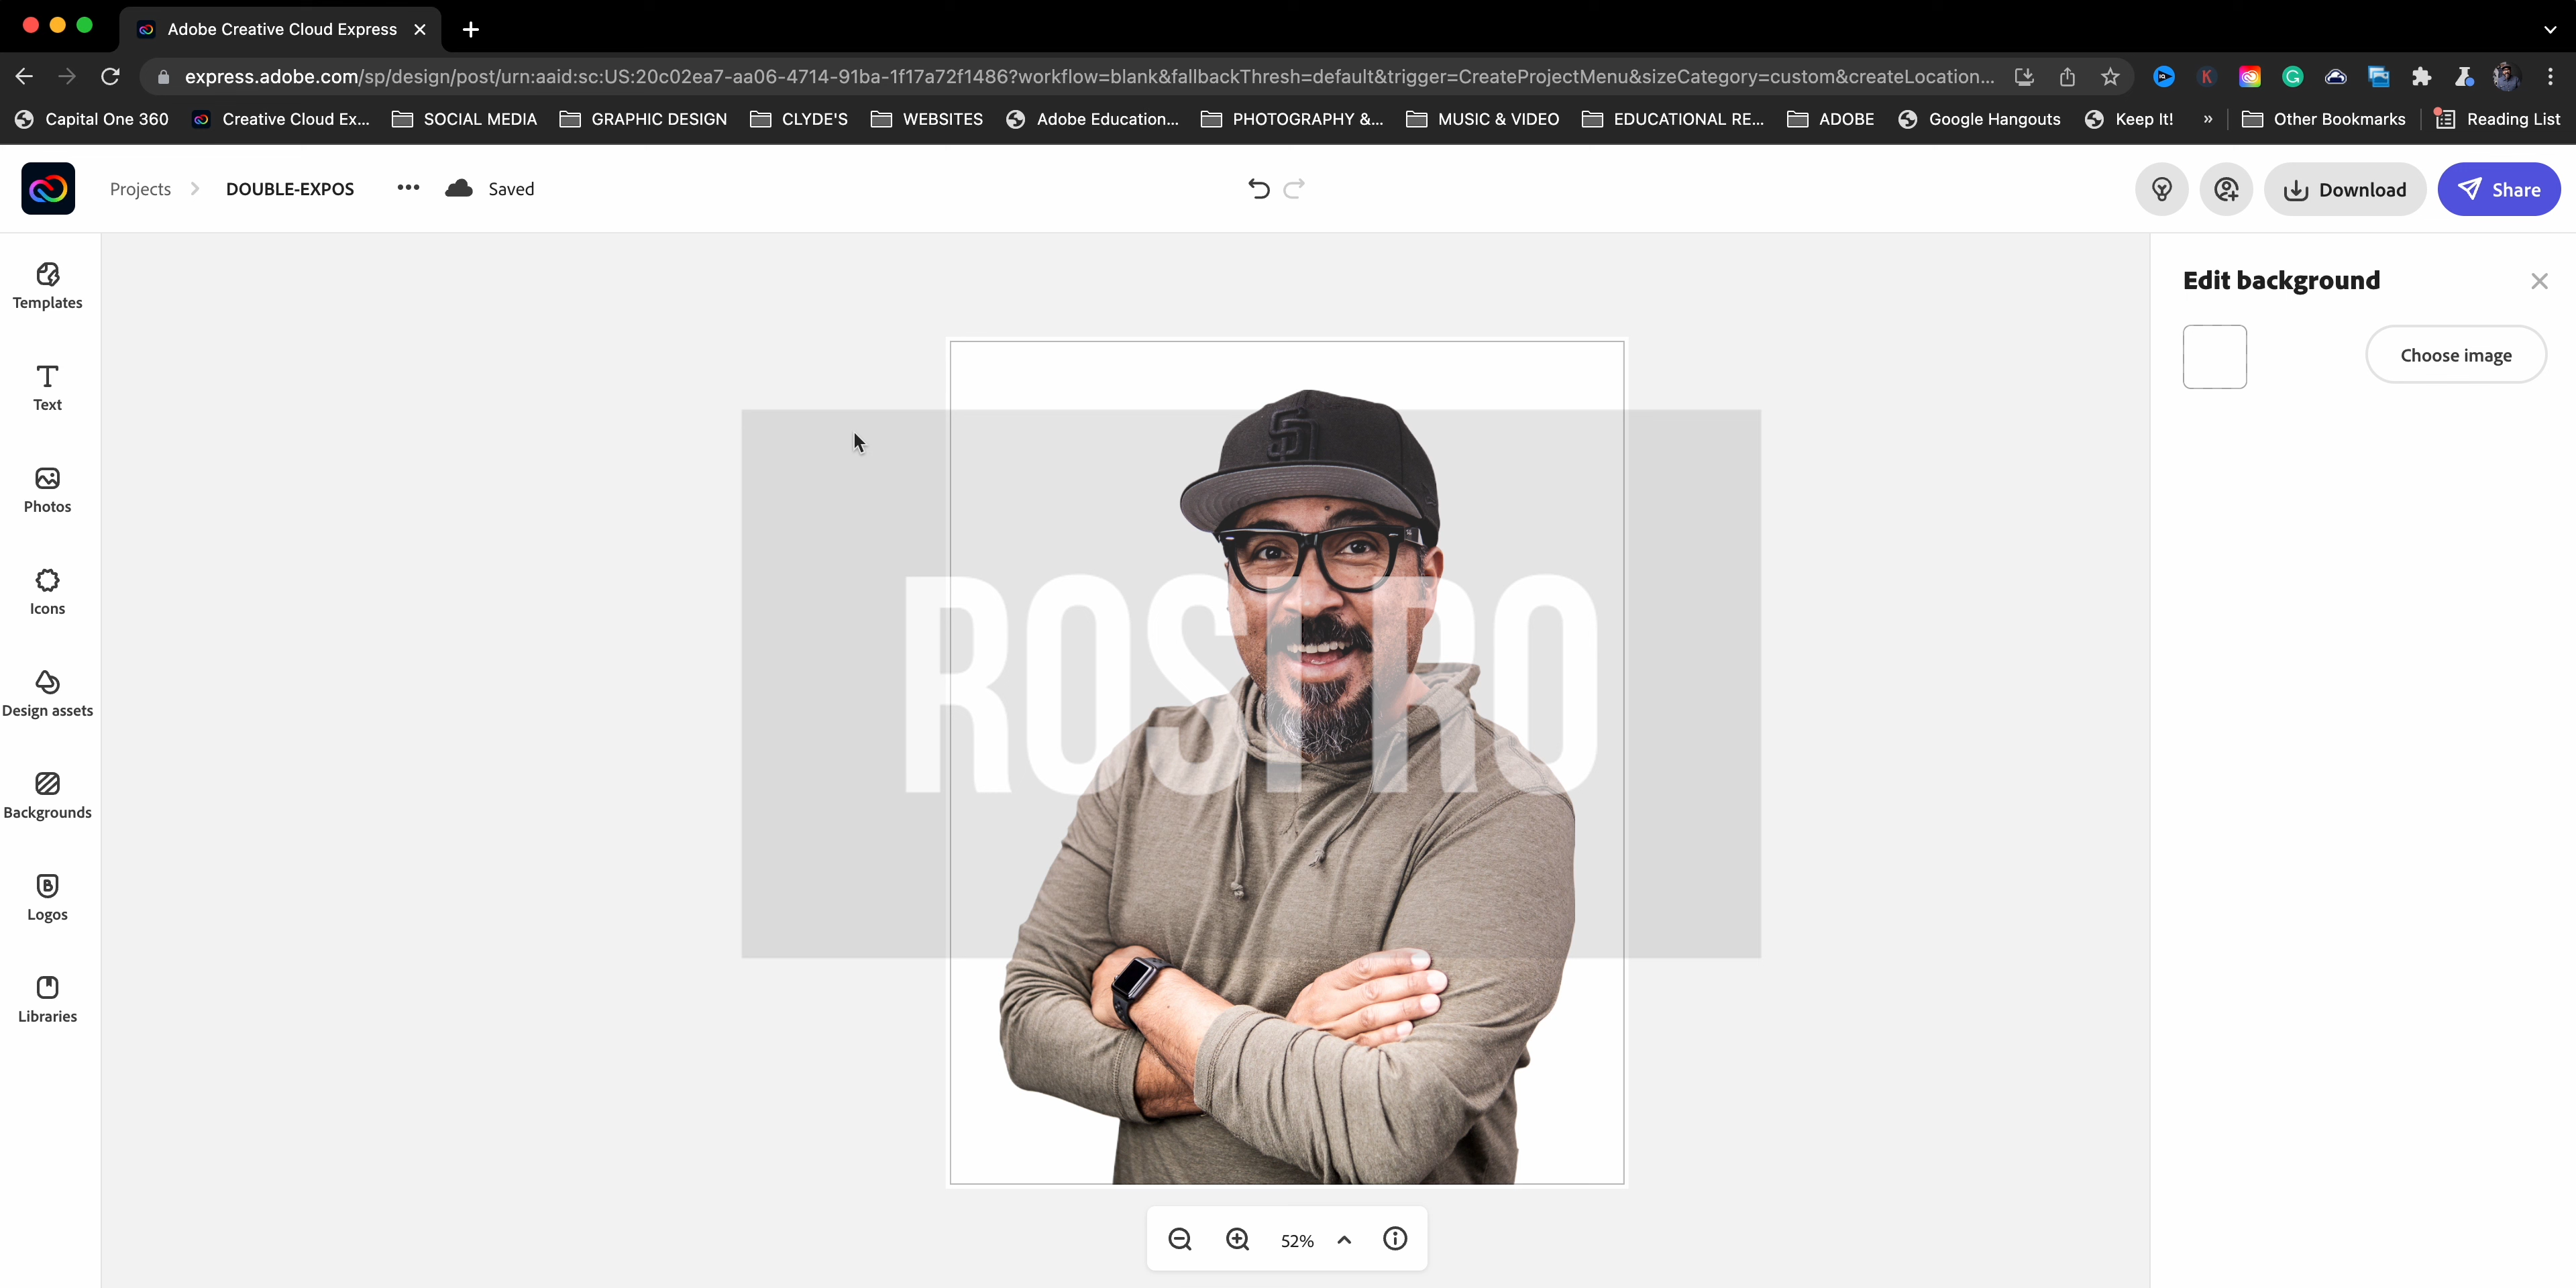 Adobe Creative Cloud Express
express.adobe.com/sp/design/post/urn:aaid:sc:US:20c02ea7-aa06-4714-91ba-1f17a72f1486?workflow=blank&fallbackThresh=default&trigger=CreateProjectMenu&sizeCategory=custom&createLocation...
Capital One 360 Creative Cloud Ex... SOCIAL MEDIA GRAPHIC DESIGN CLYDE'S WEBSITES Adobe Education... PHOTOGRAPHY &... MUSIC & VIDEO EDUCATIONAL RE... ADOBE Google Hangouts Keep It! » Other Bookmarks Reading List
Projects DOUBLE-EXPOS ... Saved Download Share
Edit background
Choose image
Templates
Text
Photos
Icons
Design assets
Backgrounds
Logos
Libraries
SD
ROSTRO
52%